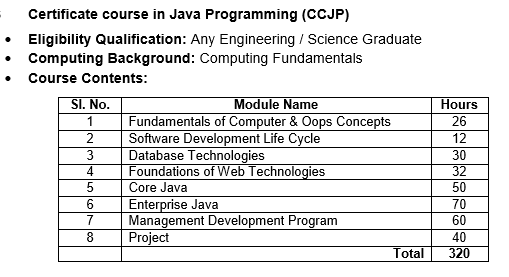 Certificate course in Java Programming (CCJP)
• Eligibility Qualification: Any Engineering / Science Graduate
• Computing Background: Computing Fundamentals
• Course Contents:
Sl. No. Module Name Hours
1 Fundamentals of Computer & Oops Concepts 26
2 Software Development Life Cycle 12
3 Database Technologies 30
4 Foundations of Web Technologies 32
5 Core Java 50
6 Enterprise Java 70
7 Management Development Program 60
8 Project 40
Total 320